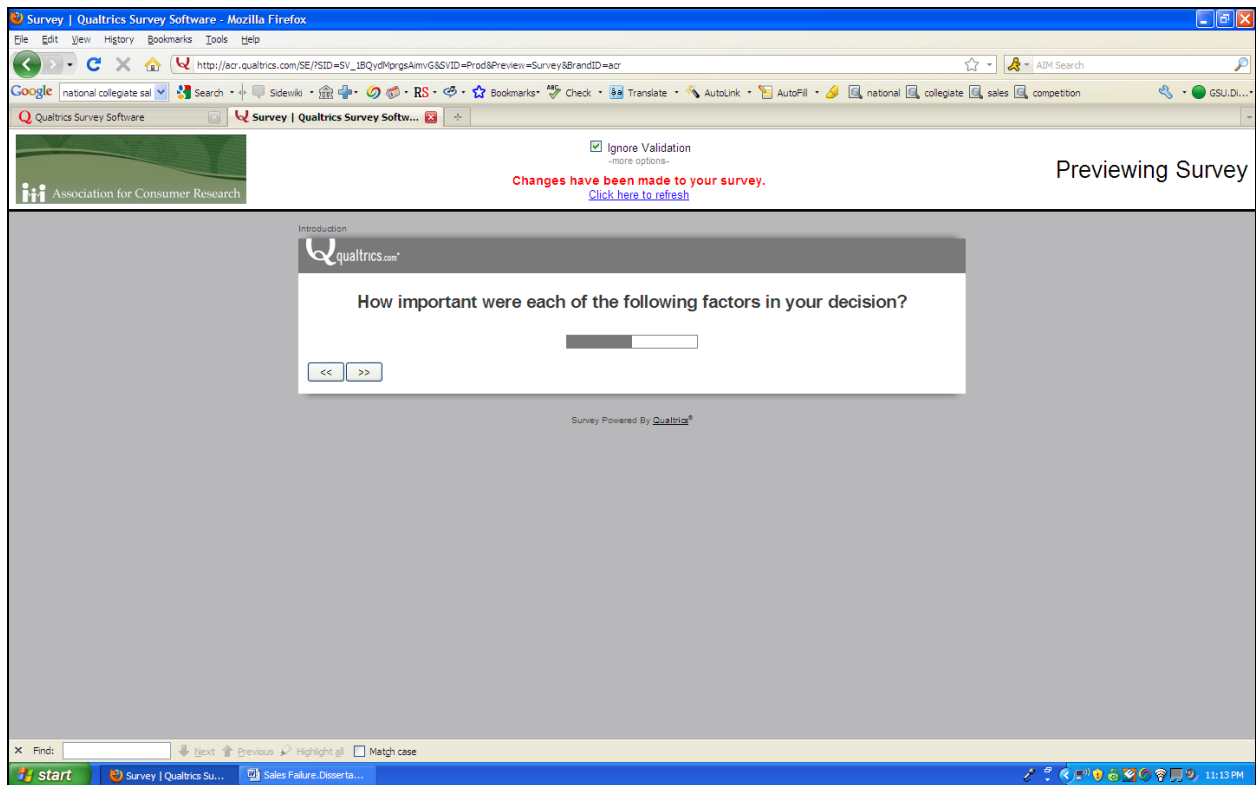 Survey | Qualtrics Survey Software - Mozilla Firefox
File Edit View History Bookmarks Tools Help
http://acr.qualtrics.com/SE/?SID=SV_1BQydMprgsAimvG&SVID=Prod&Preview=Survey&BrandID=acr AIM Search
Google national collegiate sal Search Sidewiki RS Bookmarks ABC Check Translate AutoLink AutoFill national collegiate sales competition GSU.Di...
Qualtrics Survey Software Survey | Qualtrics Survey Softw...
Ignore Validation
-more options-
Changes have been made to your survey.
Click here to refresh
Previewing Survey
Association for Consumer Research
Introduction
Qualtrics.com
How important were each of the following factors in your decision?
<< >>
Survey Powered By Qualtrics®
Find: Next Previous Highlight all Match case
start Survey | Qualtrics Su... Sales Failure.Disserta... 11:13 PM